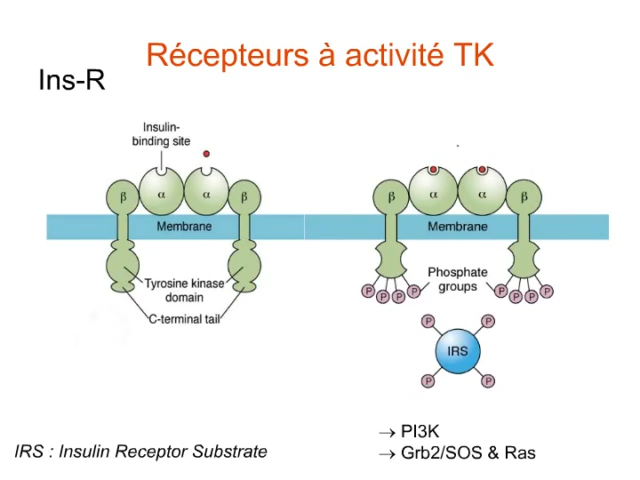 Récepteurs à activité TK
Ins-R
Insulin-
binding site
β
α
α
β
Membrane
Tyrosine kinase
domain
C-terminal tail
β
α
α
β
Membrane
Phosphate
groups
P P P P
P P P P
P P
IRS
P P
→ PI3K
→ Grb2/SOS & Ras
IRS : Insulin Receptor Substrate